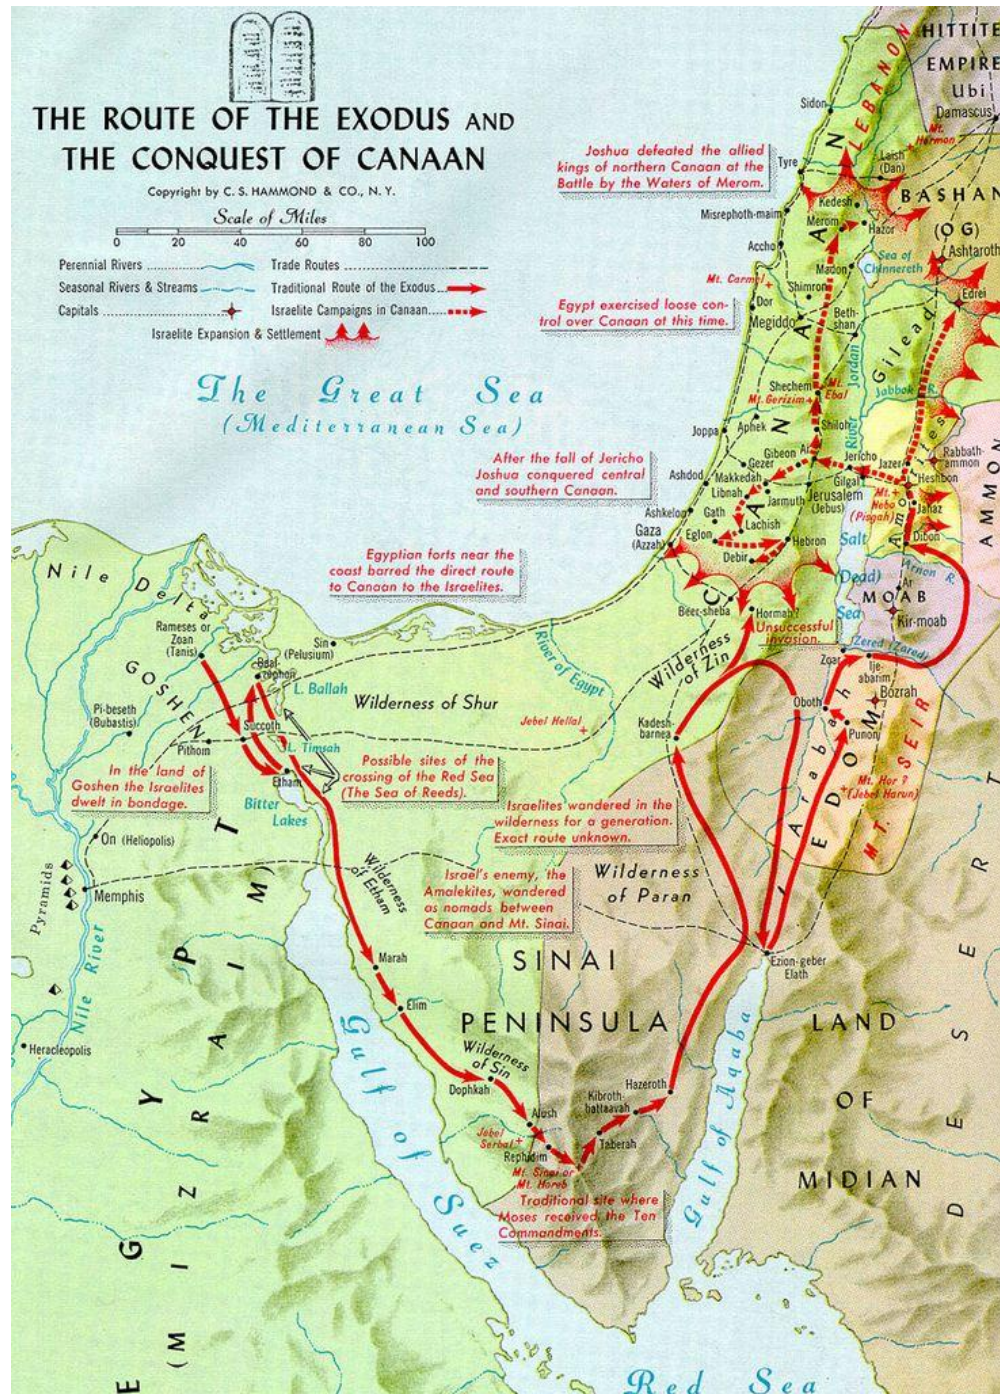 THE ROUTE OF THE EXODUS AND
THE CONQUEST OF CANAAN
Copyright by C. S. HAMMOND & CO., N. Y.
Scale of Miles
0 20 40 60 80 100
Perennial Rivers
Seasonal Rivers & Streams
Capitals
Trade Routes
Traditional Route of the Exodus
Israelite Campaigns in Canaan
Israelite Expansion & Settlement
The Great Sea
(Mediterranean Sea)
Joshua defeated the allied
kings of northern Canaan at the
Battle by the Waters of Merom.
Egypt exercised loose con-
trol over Canaan at this time.
After the fall of Jericho
Joshua conquered central
and southern Canaan.
Egyptian forts near the
coast barred the direct route
to Canaan to the Israelites.
HITTITE
EMPIRE
Ubi
Damascus
LEBANON
Mt.
Hermon
Sidon
Tyre
Laish
(Dan)
BASHAN
(OG)
Ashtaroth
Kedesh
Merom
Hazor
Misrephoth-maim
Accho
Sea of
Chinnereth
Madon
Mt. Carmel
Shimron
Edrei
Dor
Megiddo
Beth-
shan
Gilead
Jordan
River
Jabbok R.
Shechem
Mt.
Ebal
Mt. Gerizim
Joppa
Aphek
Shiloh
CANAAN
Gibeon
Ai
Gezer
Jericho
Jazer
Rabbath-
ammon
Ashdod
Makkedah
Gilgal
Heshbon
Libnah
Jarmuth
Jerusalem
(Jebus)
Mt.
Nebo
(Pisgah)
Jahaz
Amorites
AMMON
Ashkelon
Gath
Lachish
Gaza
(Azzah)
Eglon
Hebron
Debir
Salt
(Dead)
Sea
Dibon
Arnon R.
Ar
MOAB
Kir-moab
Beer-sheba
Hormah?
Unsuccessful
invasion.
Zered (Zared)
Zoar
Ije-
abarim
Wilderness
of Zin
Bozrah
Oboth
Punon
Arabah
EDOM
MT. SEIR
Mt. Hor ?
(Jebel Harun)
Kadesh-
barnea
Jebel Hellal
River of Egypt
Nile Delta
Rameses or
Zoan
(Tanis)
Sin
(Pelusium)
Baal-
zephon
L. Ballah
Wilderness of Shur
GOSHEN
Pi-beseth
(Bubastis)
Succoth
Pithom
L. Timsah
Etham
Bitter
Lakes
In the land of
Goshen the Israelites
dwelt in bondage.
Possible sites of the
crossing of the Red Sea
(The Sea of Reeds).
Israelites wandered in the
wilderness for a generation.
Exact route unknown.
Israel's enemy, the
Amalekites, wandered
as nomads between
Canaan and Mt. Sinai.
Wilderness
of Paran
On (Heliopolis)
Pyramids
Memphis
Nile River
Wilderness
of Etham
Heracleopolis
EGYPT
(MIZRAIM)
Marah
Elim
SINAI
PENINSULA
Wilderness
of Sin
Dophkah
Alush
Jebel
Serbal
Rephidim
Mt. Sinai or
Mt. Horeb
Traditional site where
Moses received the Ten
Commandments.
Taberah
Kibroth-
hattaavah
Hazeroth
Ezion-geber
Elath
LAND
OF
MIDIAN
DESERT
Gulf of Suez
Gulf of Aqaba
Red Sea